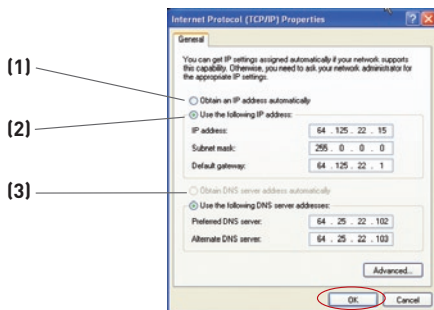 Internet Protocol (TCP/IP) Properties
General
You can get IP settings assigned automatically if your network supports
this capability. Otherwise, you need to ask your network administrator for
the appropriate IP settings.
(1)
Obtain an IP address automatically
(2)
Use the following IP address:
IP address: 64 . 125 . 22 . 15
Subnet mask: 255 . 0 . 0 . 0
Default gateway: 64 . 125 . 22 . 1
(3)
Obtain DNS server address automatically
Use the following DNS server addresses:
Preferred DNS server: 64 . 25 . 22 . 102
Alternate DNS server: 64 . 25 . 22 . 103
Advanced...
OK Cancel